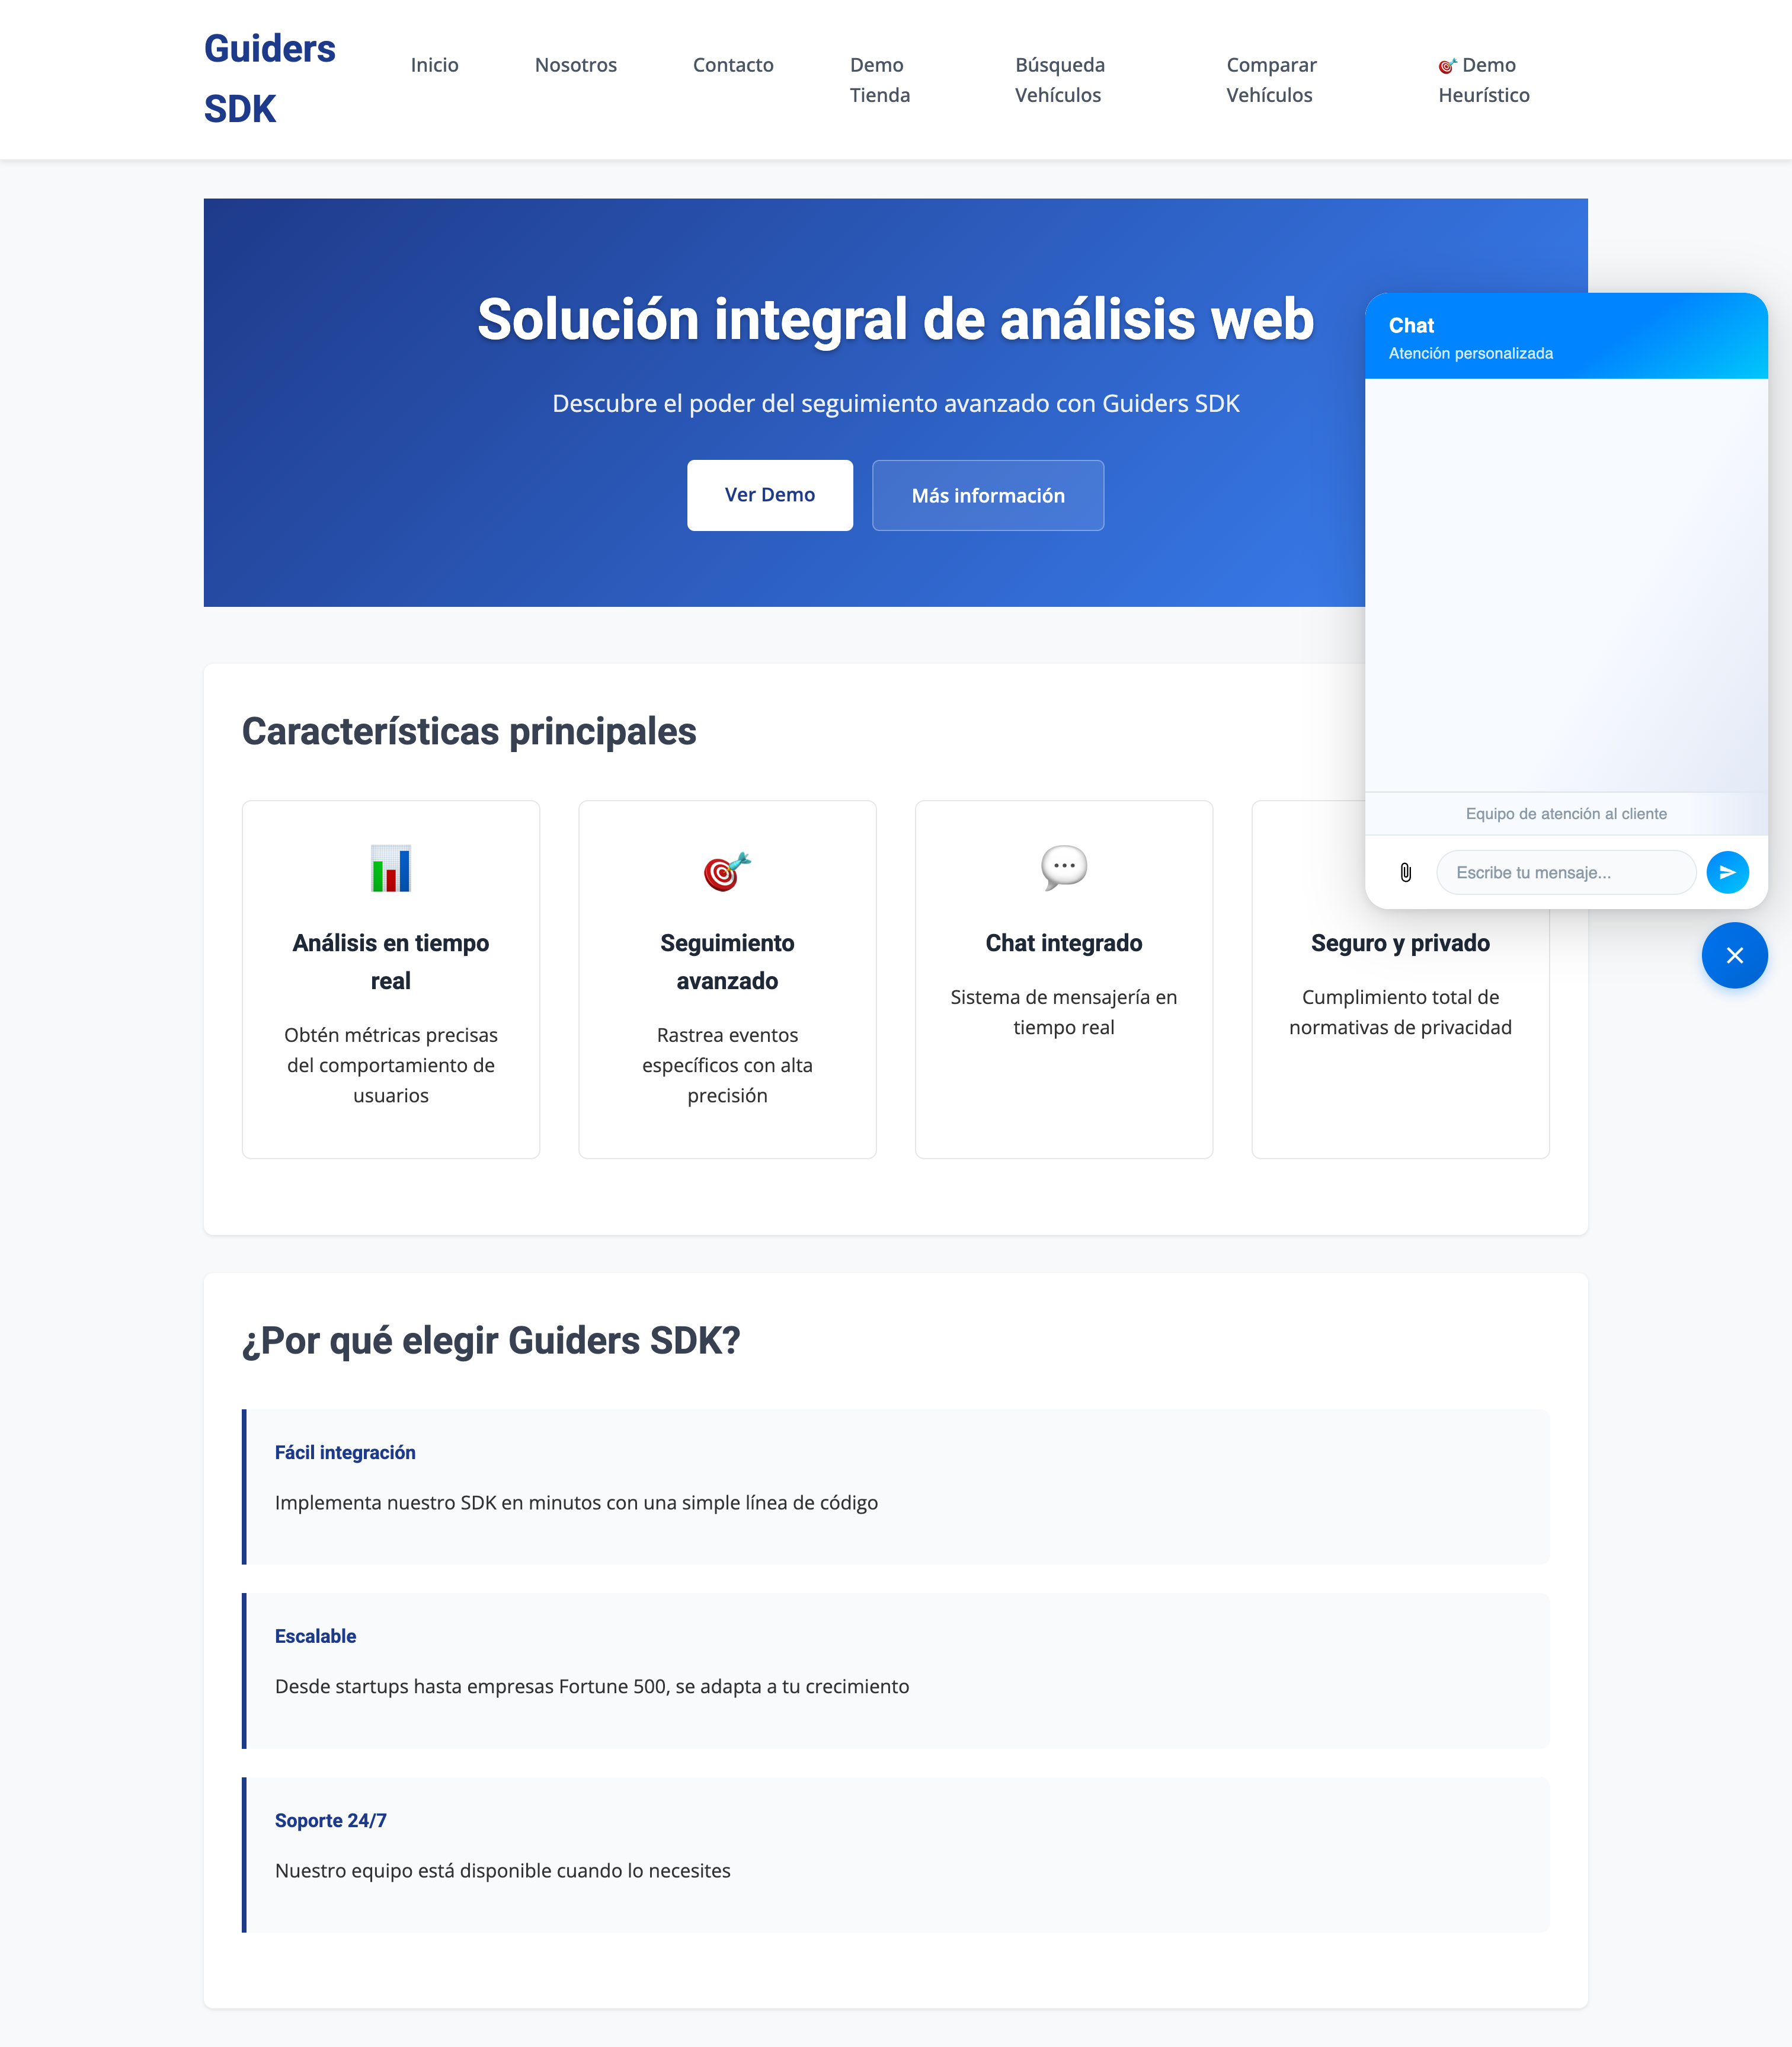 Guiders
SDK
Inicio
Nosotros
Contacto
Demo
Tienda
Búsqueda
Vehículos
Comparar
Vehículos
Demo
Heurístico
Solución integral de análisis web
Descubre el poder del seguimiento avanzado con Guiders SDK
Ver Demo
Más información
Chat
Atención personalizada
Equipo de atención al cliente
Escribe tu mensaje...
Características principales
Análisis en tiempo
real
Obtén métricas precisas
del comportamiento de
usuarios
Seguimiento
avanzado
Rastrea eventos
específicos con alta
precisión
Chat integrado
Sistema de mensajería en
tiempo real
Seguro y privado
Cumplimiento total de
normativas de privacidad
¿Por qué elegir Guiders SDK?
Fácil integración
Implementa nuestro SDK en minutos con una simple línea de código
Escalable
Desde startups hasta empresas Fortune 500, se adapta a tu crecimiento
Soporte 24/7
Nuestro equipo está disponible cuando lo necesites